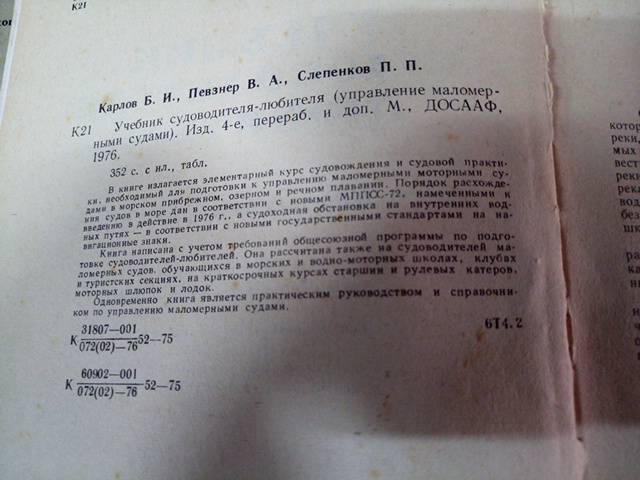 К21
Карлов Б. И., Певзнер В. А., Слепенков П. П.
К21 Учебник судоводителя-любителя (управление маломер-
ными судами). Изд. 4-е, перераб. и доп. М., ДОСААФ,
1976.
352 с. с ил., табл.
В книге излагается элементарный курс судовождения и судовой практи-
ки, необходимый для подготовки к управлению маломерными моторными су-
дами в морском прибрежном, озерном и речном плавании. Порядок расхожде-
ния судов в море дан в соответствии с новыми МППСС-72, намеченными к
введению в действие в 1976 г., а судоходная обстановка на внутренних вод-
ных путях — в соответствии с новыми государственными стандартами на на-
вигационные знаки.
Книга написана с учетом требований общесоюзной программы по подго-
товке судоводителей-любителей. Она рассчитана также на судоводителей ма-
ломерных судов, обучающихся в морских и водно-моторных школах, клубах
и туристских секциях, на краткосрочных курсах старшин и рулевых катеров,
моторных шлюпок и лодок.
Одновременно книга является практическим руководством и справочни-
ком по управлению маломерными судами.
К 31807—001
072(02)—76 52—75
6Т4.2
К 60902—001
072(02)—76 52—75